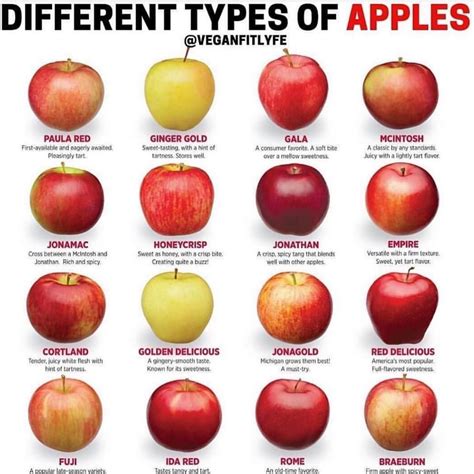 DIFFERENT TYPES OF APPLES
@VEGANFITLYFE
PAULA RED
First-available and eagerly awaited.
Pleasingly tart.
GINGER GOLD
Sweet-tasting, with a hint of
tartness. Stores well.
GALA
A consumer favorite. A soft bite
over a mellow sweetness.
MCINTOSH
A classic by any standards.
Juicy with a lightly tart flavor.
JONAMAC
Cross between a McIntosh and
Jonathan. Rich and spicy.
HONEYCRISP
Sweet as honey, with a crisp bite.
Creating quite a buzz!
JONATHAN
A crisp, spicy tang that blends
well with other apples.
EMPIRE
Versatile with a firm texture.
Sweet, yet tart flavor.
CORTLAND
Tender, juicy white flesh with
hint of tartness.
GOLDEN DELICIOUS
A gingery-smooth taste.
Known for its sweetness.
JONAGOLD
Michigan grows them best!
A must-try.
RED DELICIOUS
America's most popular.
Full-flavored sweetness.
FUJI
A popular late-season variety.
IDA RED
Tastes tangy and tart.
ROME
An old-time favorite.
BRAEBURN
Firm apple with spicy-sweet